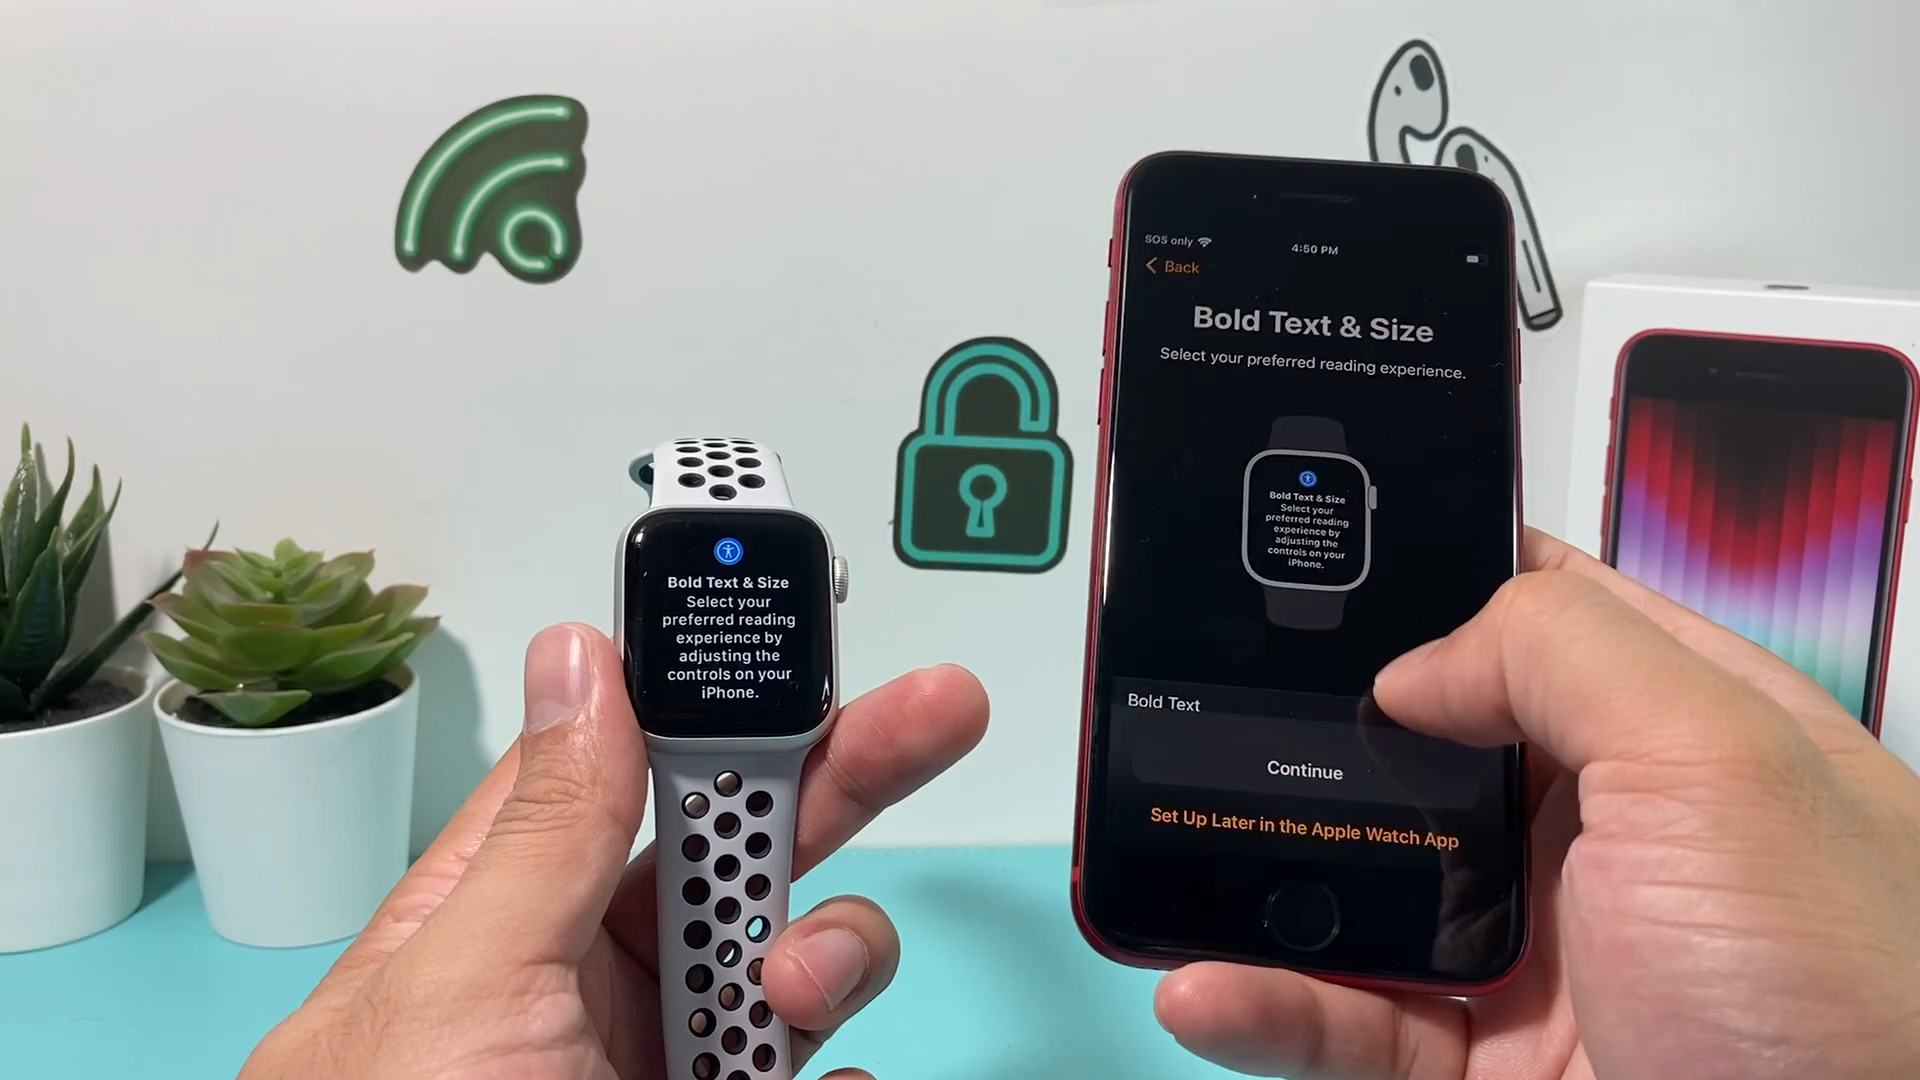 Bold Text & Size
Select your
preferred reading
experience by
adjusting the
controls on your
iPhone.
SOS only
4:50 PM
Back
Bold Text & Size
Select your preferred reading experience.
Bold Text & Size
Select your
preferred reading
experience by
adjusting the
controls on your
iPhone.
Bold Text
Continue
Set Up Later in the Apple Watch App